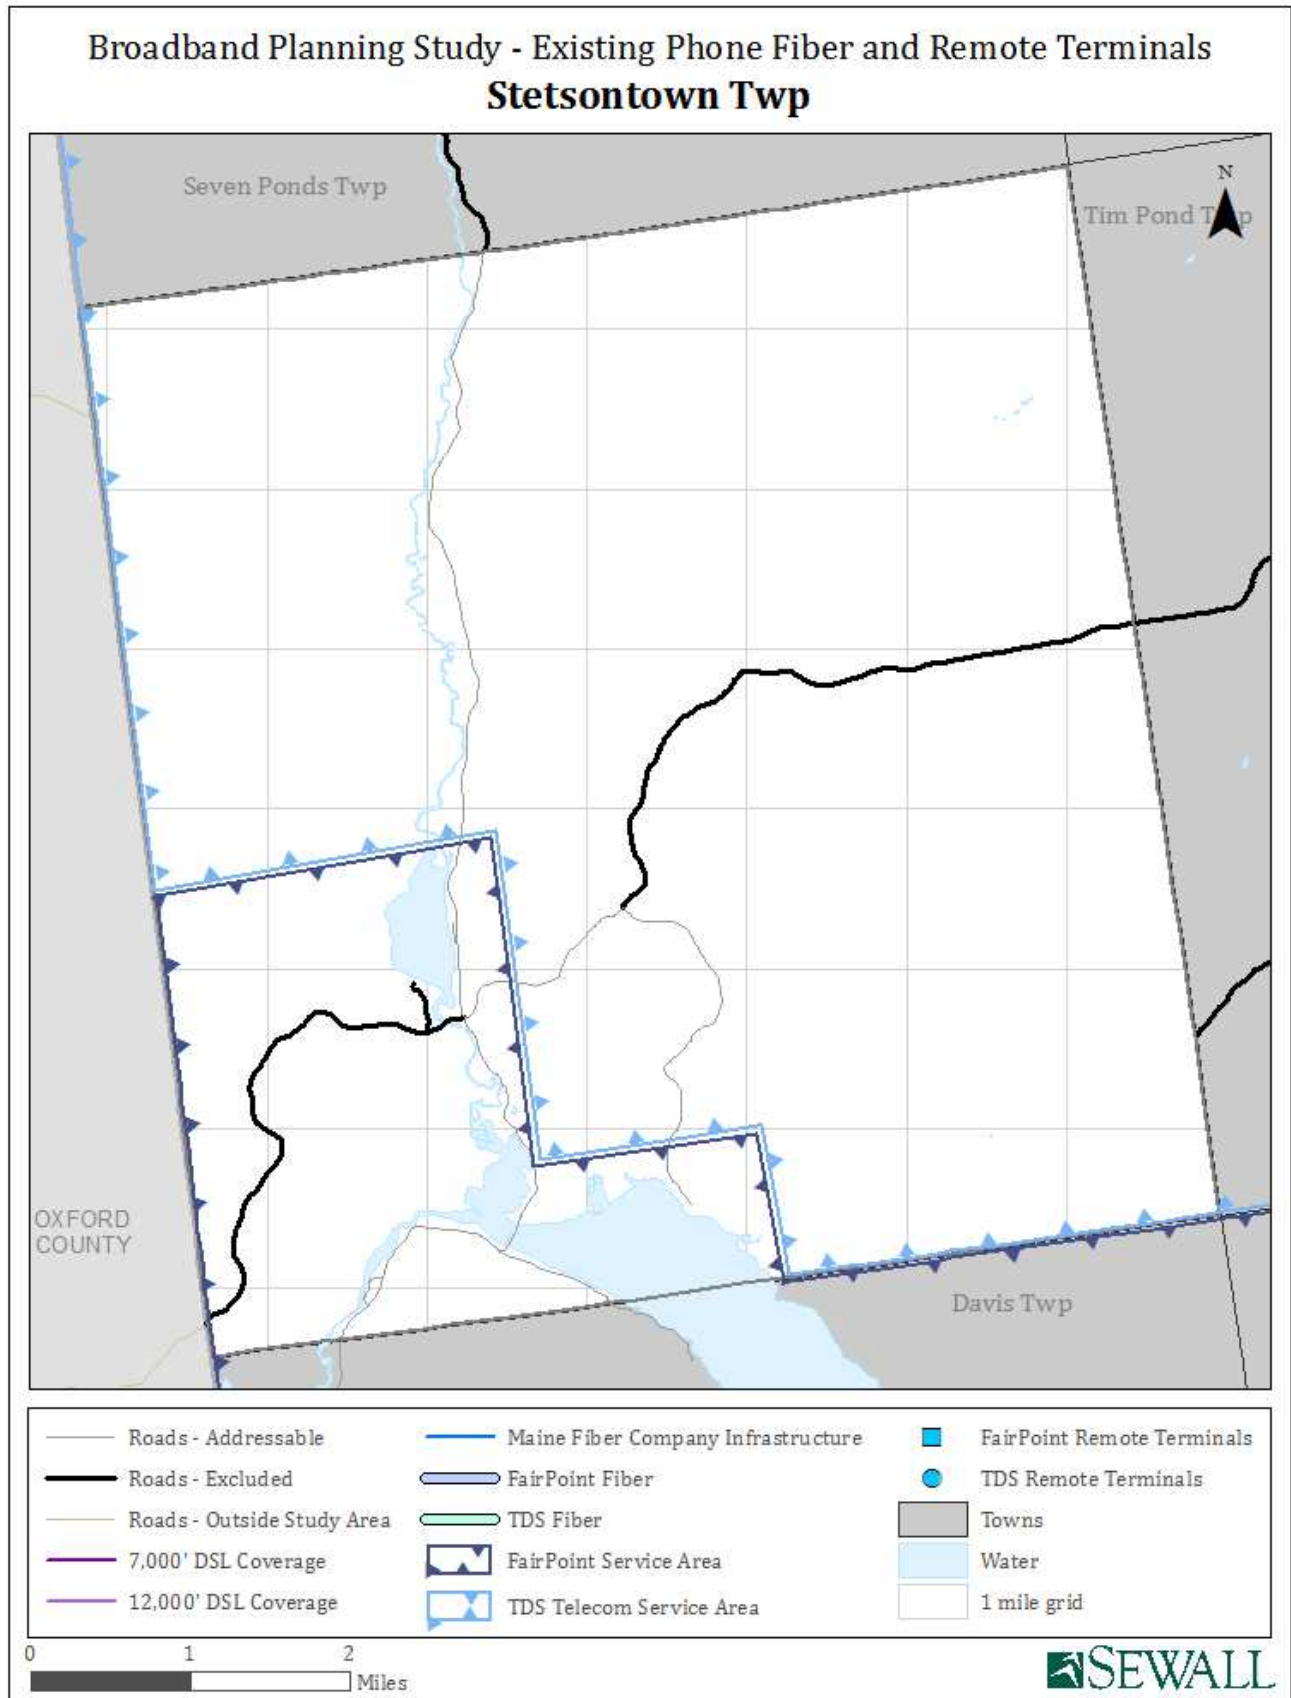 Broadband Planning Study - Existing Phone Fiber and Remote Terminals
Stetsontown Twp
Seven Ponds Twp
N
Tim Pond Twp
OXFORD
COUNTY
Davis Twp
Roads - Addressable
Roads - Excluded
Roads - Outside Study Area
7,000' DSL Coverage
12,000' DSL Coverage
Maine Fiber Company Infrastructure
FairPoint Fiber
TDS Fiber
FairPoint Service Area
TDS Telecom Service Area
FairPoint Remote Terminals
TDS Remote Terminals
Towns
Water
1 mile grid
0 1 2
Miles
SEWALL